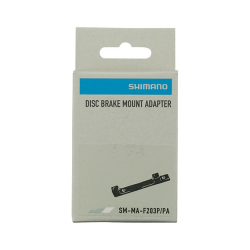 SHIMANO
DISC BRAKE MOUNT ADAPTER
SM-MA-F203P/PA